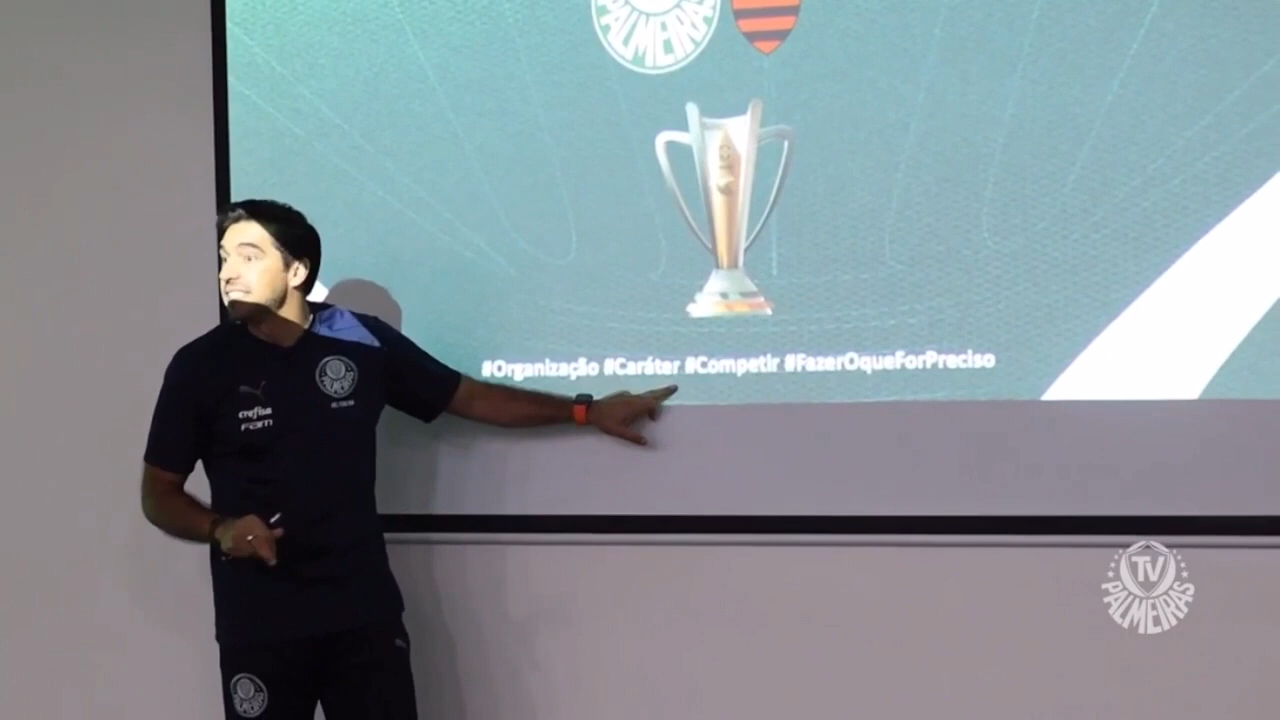 PALMEIRAS
#Organização #Caráter #Competir #FazerOqueForPreciso
crefisa
Fam
TV
PALMEIRAS